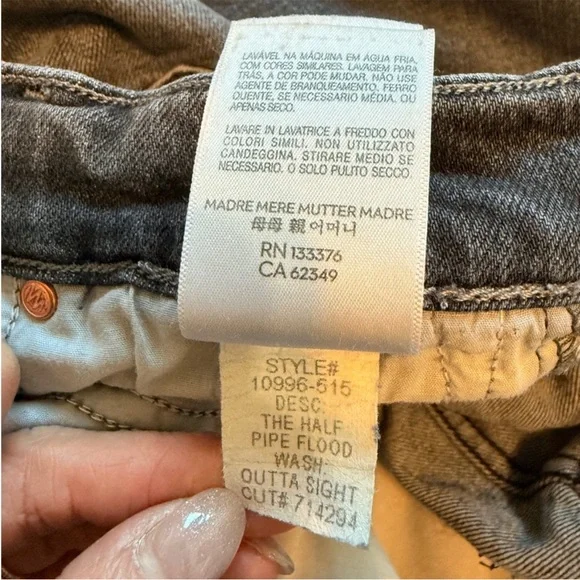 LAVÁVEL NA MÁQUINA EM ÁGUA FRIA,
COM CORES SIMILARES. LAVAGEM PARA
TRÁS, A COR PODE MUDAR. NÃO USE
AGENTE DE BRANQUEAMENTO. FERRO
QUENTE, SE NECESSARIO MÉDIA. OU
APENAS SECO.
LAVARE IN LAVATRICE A FREDDO CON
COLORI SIMILI. NON UTILIZZATO
CANDEGGINA. STIRARE MEDIO SE
NECESSARIO. O SOLO PULITO SECCO.
MADRE MERE MUTTER MADRE
母母 親 어머니
RN 133376
CA 62349
STYLE#
10996-515
DESC:
THE HALF
PIPE FLOOD
WASH:
OUTTA SIGHT
CUT# 714294